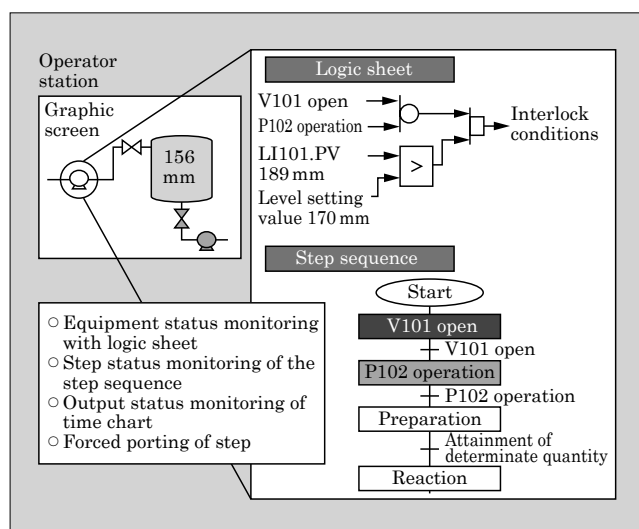 Operator
station
Graphic
screen
156
mm
Logic sheet
V101 open
P102 operation
LI101.PV
189 mm
>
Level setting
value 170 mm
Interlock
conditions
Step sequence
Start
V101 open
V101 open
P102 operation
P102 operation
Preparation
Attainment of
determinate quantity
Reaction
○ Equipment status monitoring
with logic sheet
○ Step status monitoring of the
step sequence
○ Output status monitoring of
time chart
○ Forced porting of step